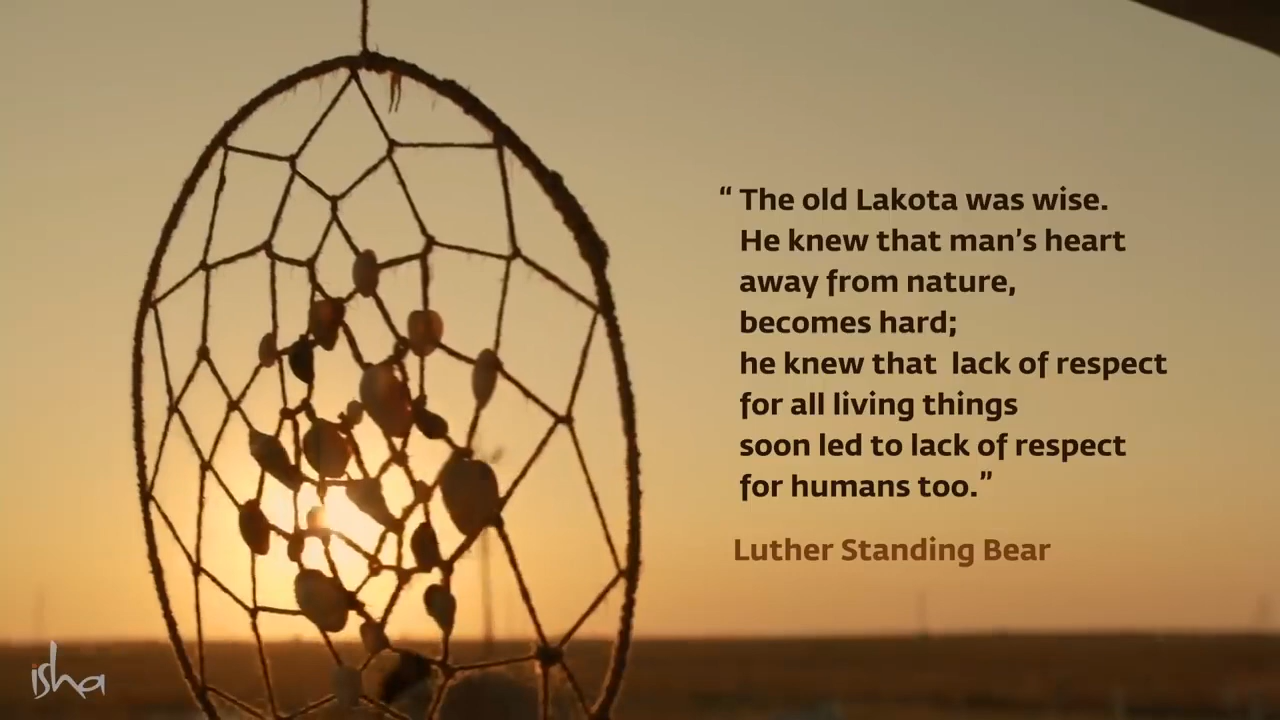 “ The old Lakota was wise.
He knew that man’s heart
away from nature,
becomes hard;
he knew that  lack of respect
for all living things
soon led to lack of respect
for humans too.”
Luther Standing Bear
isha